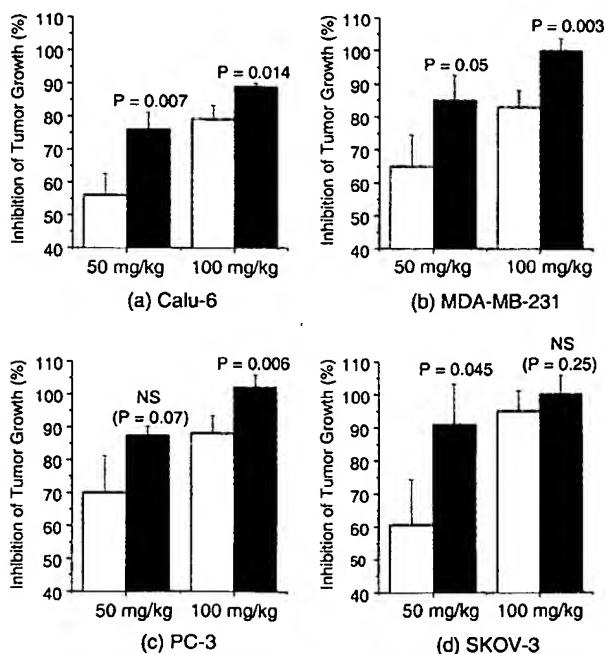 Inhibition of Tumor Growth (%)
110
100
90
80
70
60
50
40
P = 0.007
P = 0.014
50 mg/kg
100 mg/kg
(a) Calu-6
Inhibition of Tumor Growth (%)
110
100
90
80
70
60
50
40
P = 0.05
P = 0.003
50 mg/kg
100 mg/kg
(b) MDA-MB-231
Inhibition of Tumor Growth (%)
110
100
90
80
70
60
50
40
NS
(P = 0.07)
P = 0.006
50 mg/kg
100 mg/kg
(c) PC-3
Inhibition of Tumor Growth (%)
110
100
90
80
70
60
50
40
P = 0.045
NS
(P = 0.25)
50 mg/kg
100 mg/kg
(d) SKOV-3